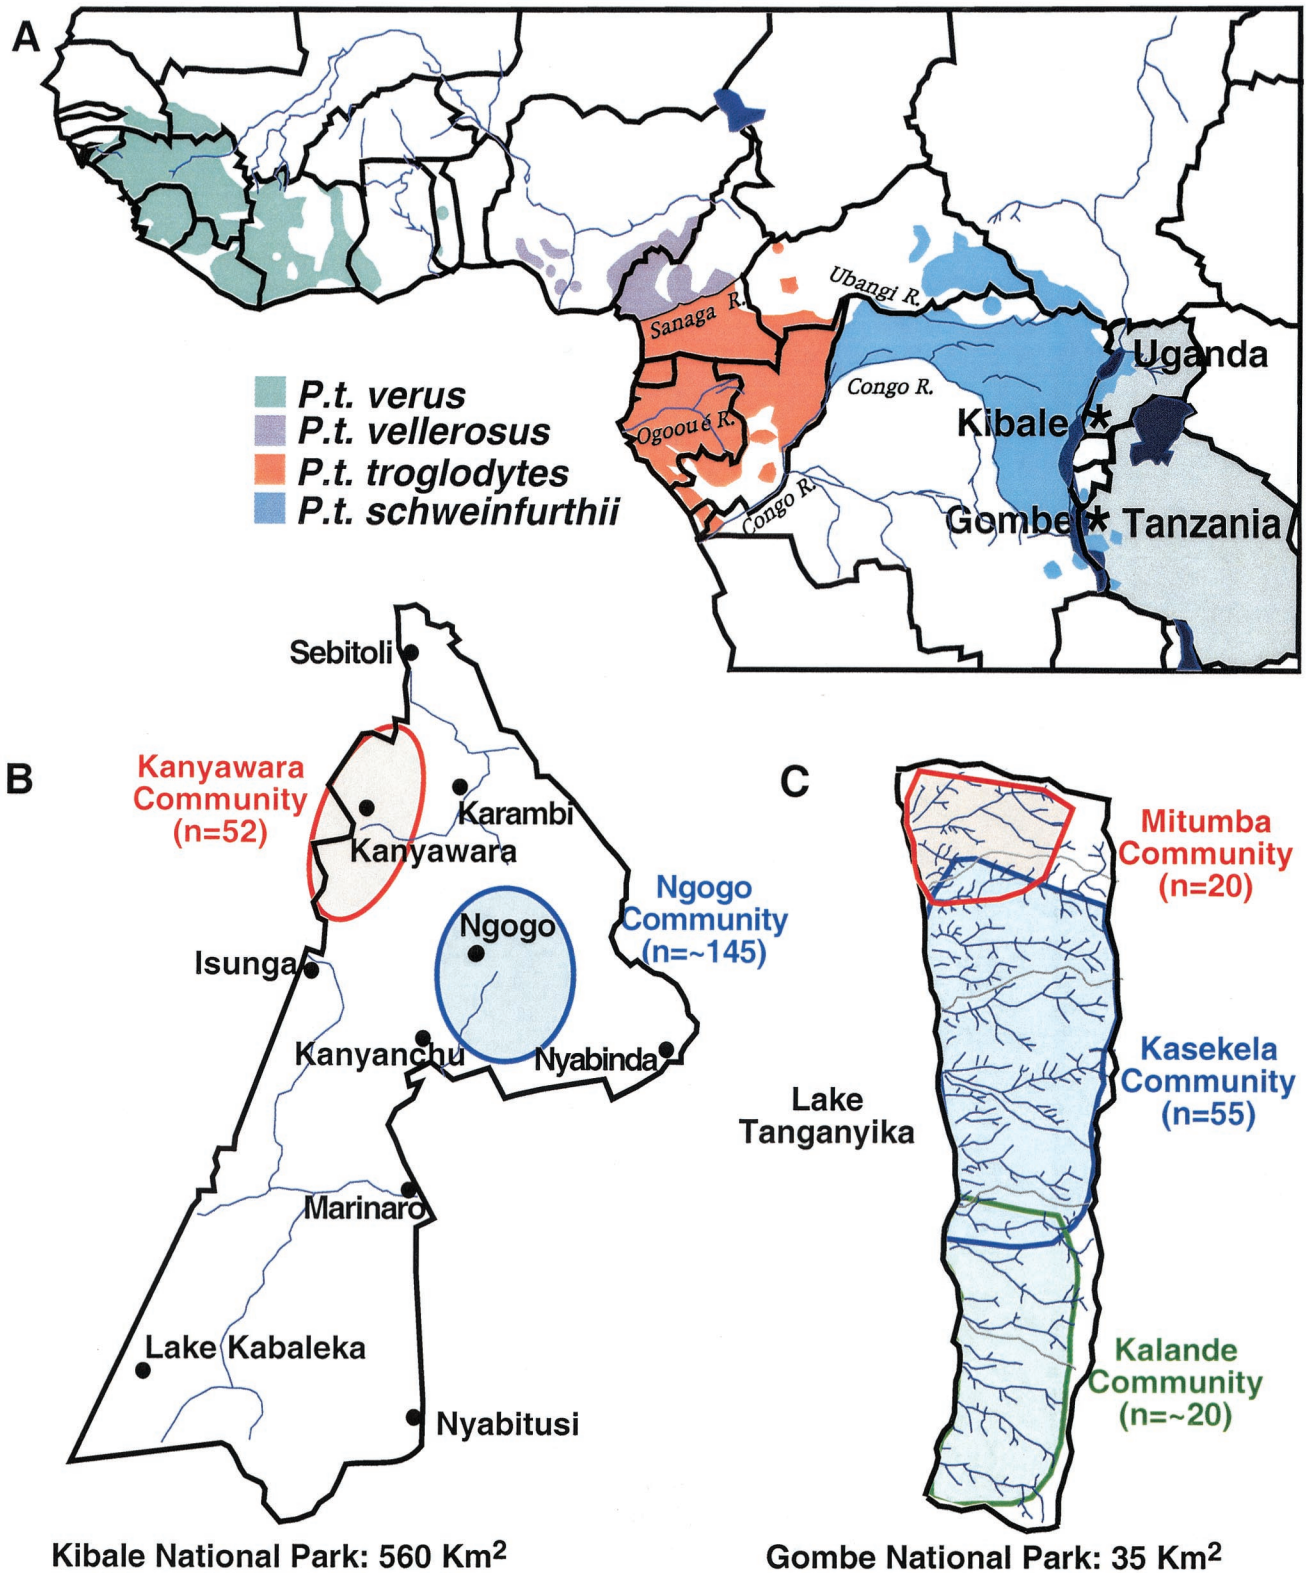 A
Ubangi R.
Sanaga R.
Uganda
Congo R.
Kibale *
Ogooué R.
Congo R.
Gombe * Tanzania
P.t. verus
P.t. vellerosus
P.t. troglodytes
P.t. schweinfurthii
B
Sebitoli
Kanyawara
Community
(n=52)
Karambi
Kanyawara
Ngogo
Community
(n=~145)
Ngogo
Isunga
Kanyanchu
Nyabinda
Marinaro
Lake Kabaleka
Nyabitusi
Kibale National Park: 560 Km²
C
Mitumba
Community
(n=20)
Kasekela
Community
(n=55)
Lake
Tanganyika
Kalande
Community
(n=~20)
Gombe National Park: 35 Km²